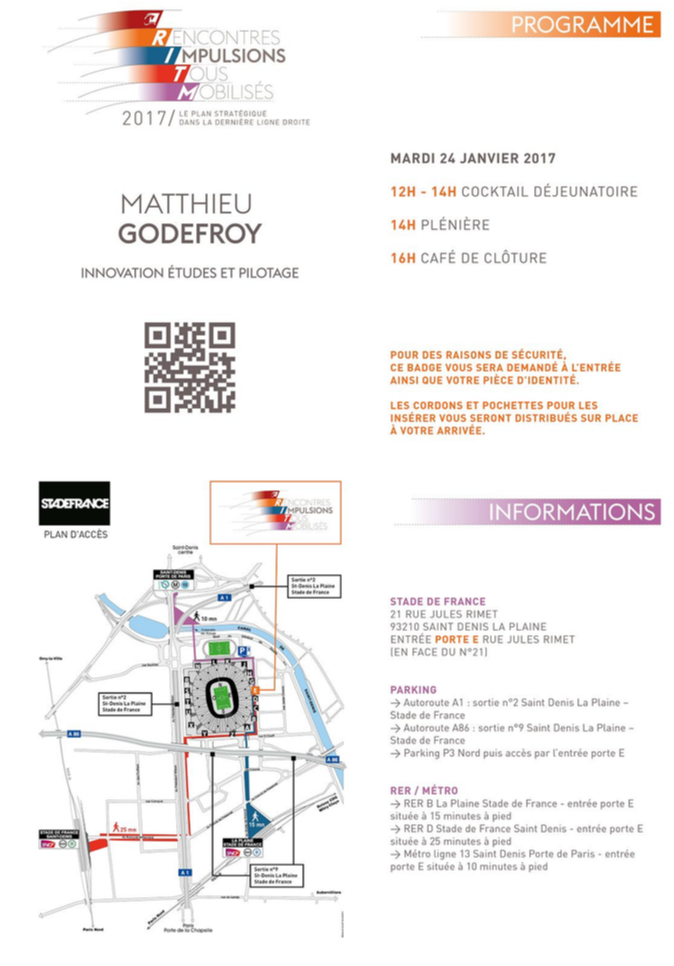 RENCONTRES
IMPULSIONS
TOUS
MOBILISÉS
2017/ LE PLAN STRATÉGIQUE
DANS LA DERNIÈRE LIGNE DROITE
MATTHIEU
GODEFROY
INNOVATION ÉTUDES ET PILOTAGE
PROGRAMME
MARDI 24 JANVIER 2017
12H - 14H COCKTAIL DÉJEUNATOIRE
14H PLÉNIÈRE
16H CAFÉ DE CLÔTURE
POUR DES RAISONS DE SÉCURITÉ,
CE BADGE VOUS SERA DEMANDÉ À L'ENTRÉE
AINSI QUE VOTRE PIÈCE D'IDENTITÉ.
LES CORDONS ET POCHETTES POUR LES
INSÉRER VOUS SERONT DISTRIBUÉS SUR PLACE
À VOTRE ARRIVÉE.
STADEFRANCE
PLAN D'ACCÈS
RENCONTRES
IMPULSIONS
TOUS
MOBILISÉS
Saint-Denis
centre
SAINT-DENIS
PORTE DE PARIS
Sortie n°2
St-Denis La Plaine
Stade de France
A 1
10 mn
P3
E
Sortie n°2
St-Denis La Plaine
Stade de France
A 86
A 86
25 mn
15 mn
STADE DE FRANCE
SAINT-DENIS
SNCF
LA PLAINE
STADE DE FRANCE
SNCF
A 1
Sortie n°9
St-Denis La Plaine
Stade de France
Aubervilliers
Paris Nord
Paris Nord
Paris
Porte de la Chapelle
INFORMATIONS
STADE DE FRANCE
21 RUE JULES RIMET
93210 SAINT DENIS LA PLAINE
ENTRÉE PORTE E RUE JULES RIMET
(EN FACE DU N°21)
PARKING
→ Autoroute A1 : sortie n°2 Saint Denis La Plaine –
Stade de France
→ Autoroute A86 : sortie n°9 Saint Denis La Plaine –
Stade de France
→ Parking P3 Nord puis accès par l'entrée porte E
RER / MÉTRO
→ RER B La Plaine Stade de France - entrée porte E
située à 15 minutes à pied
→ RER D Stade de France Saint Denis - entrée porte E
située à 25 minutes à pied
→ Métro ligne 13 Saint Denis Porte de Paris - entrée
porte E située à 10 minutes à pied